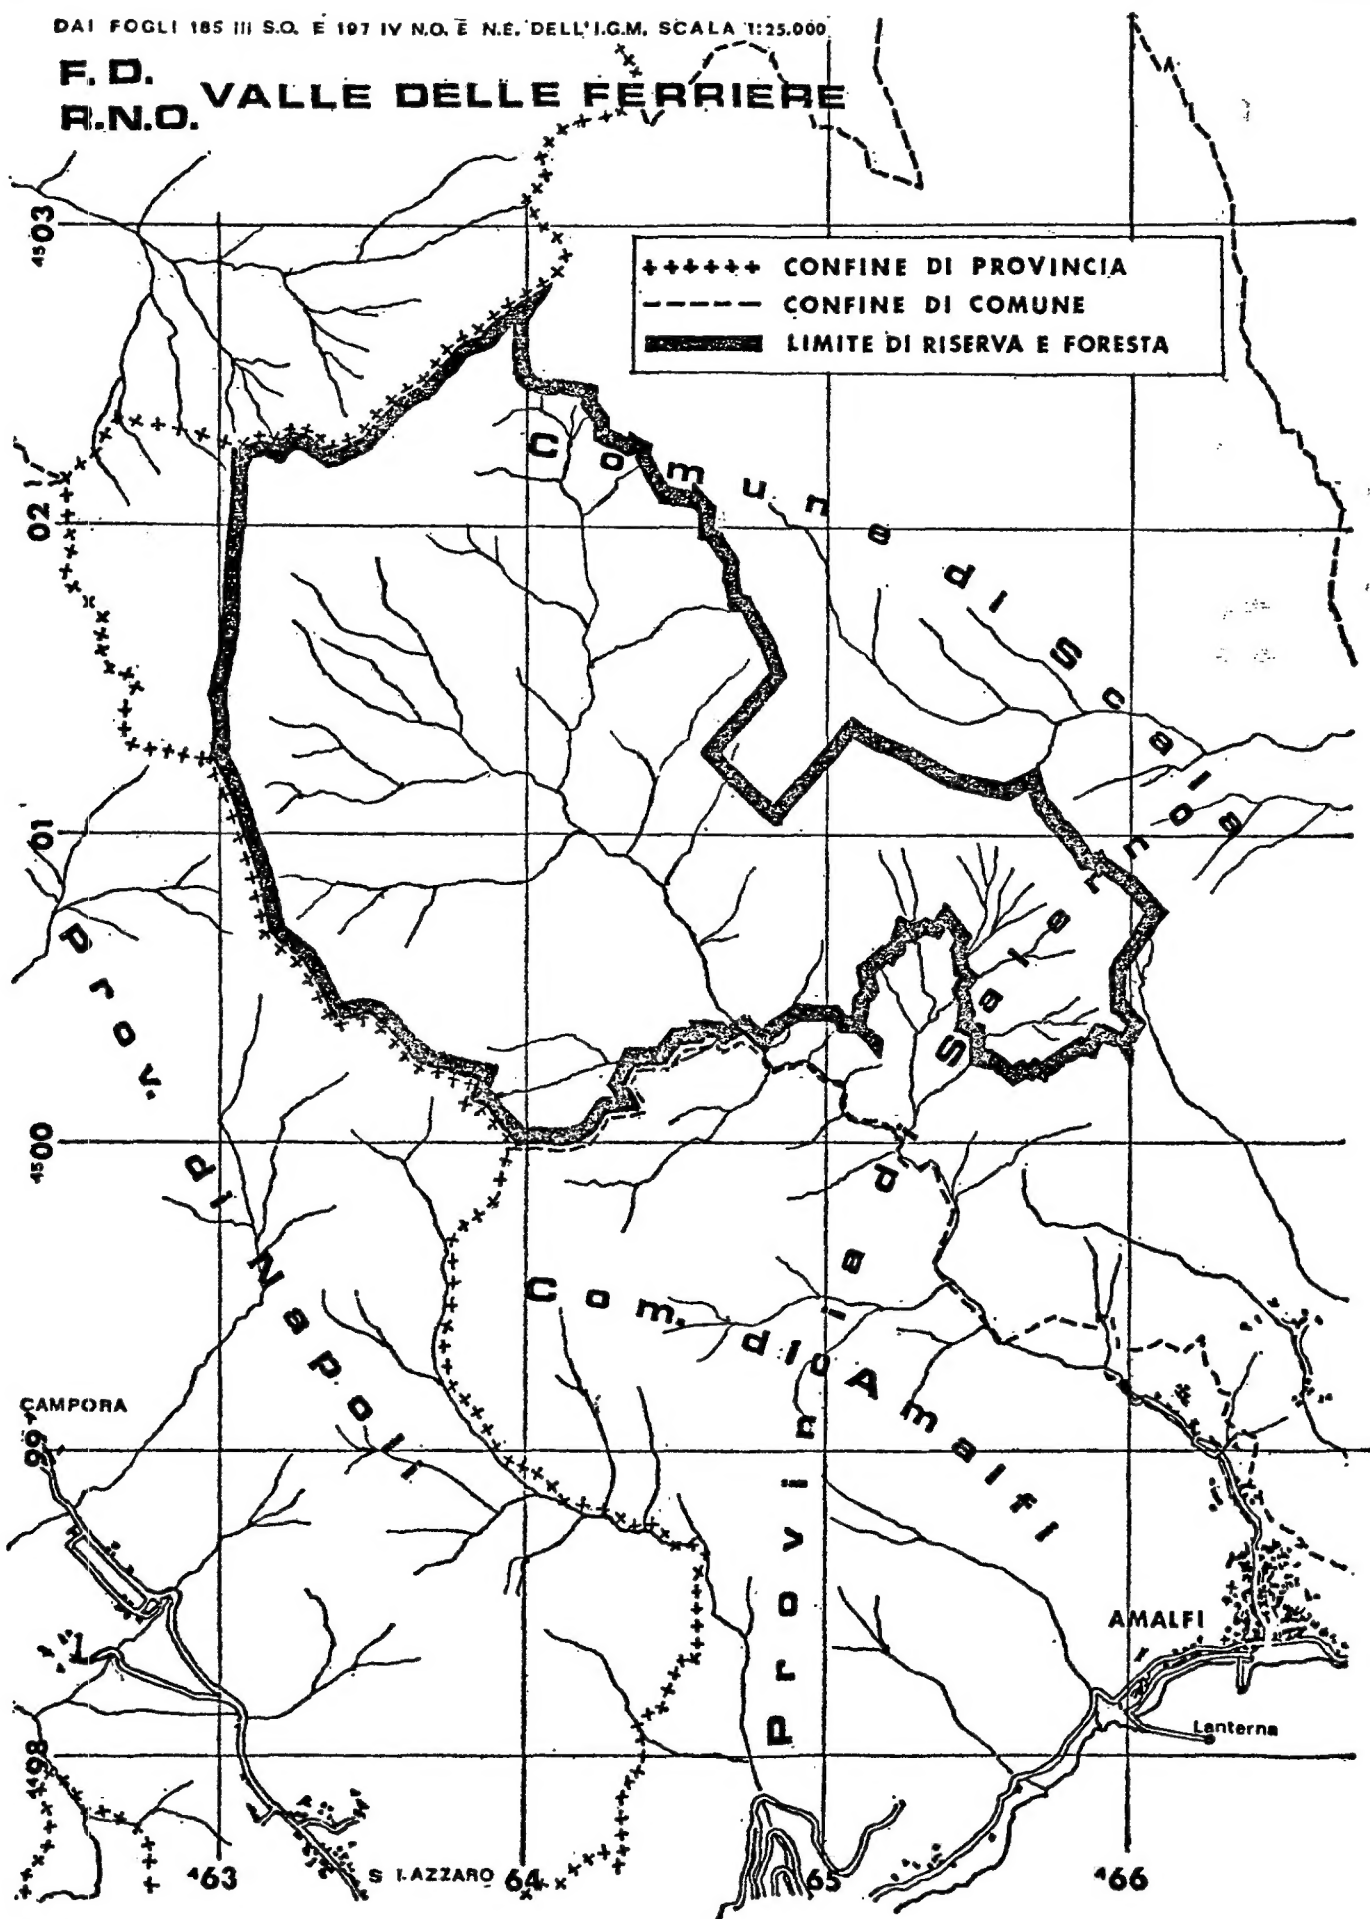 DAI FOGLI 185 III S.O. E 197 IV N.O. E N.E. DELL'I.G.M. SCALA 1:25.000
F. D.
R.N.O. VALLE DELLE FERRIERE
++++++ CONFINE DI PROVINCIA
------ CONFINE DI COMUNE
LIMITE DI RISERVA E FORESTA
4503
02
01
4500
99
4498
Comune di Scala
Prov. di Napoli
Provincia di Salerno
Com. di Amalfi
CAMPORA
AMALFI
Lanterna
S LAZZARO
463
64
65
466